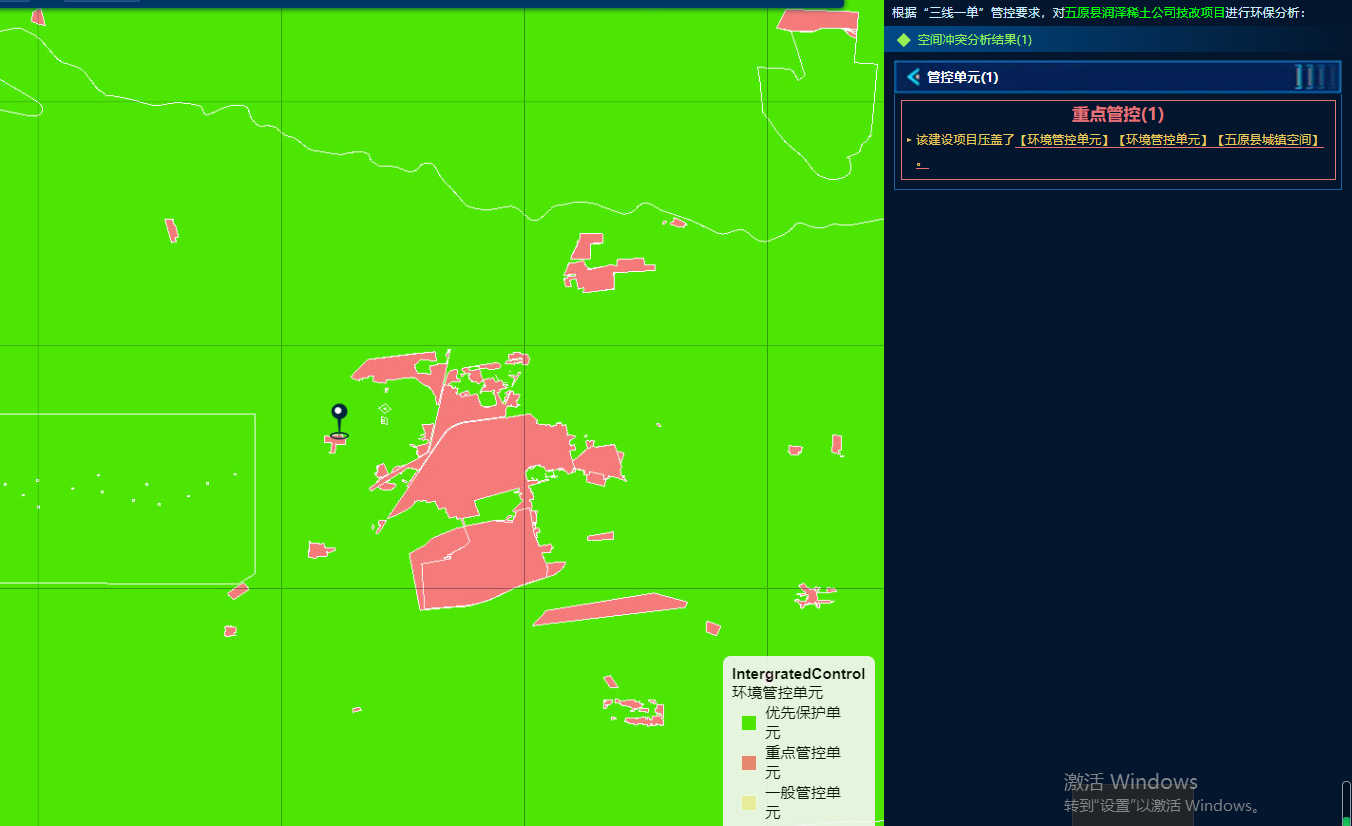 根据“三线一单”管控要求，对五原县润泽稀土公司技改项目进行环保分析：
空间冲突分析结果(1)
管控单元(1)
重点管控(1)
该建设项目压盖了【环境管控单元】【环境管控单元】【五原县城镇空间】
。
IntergratedControl
环境管控单元
优先保护单
元
重点管控单
元
一般管控单
元
激活 Windows
转到“设置”以激活 Windows。